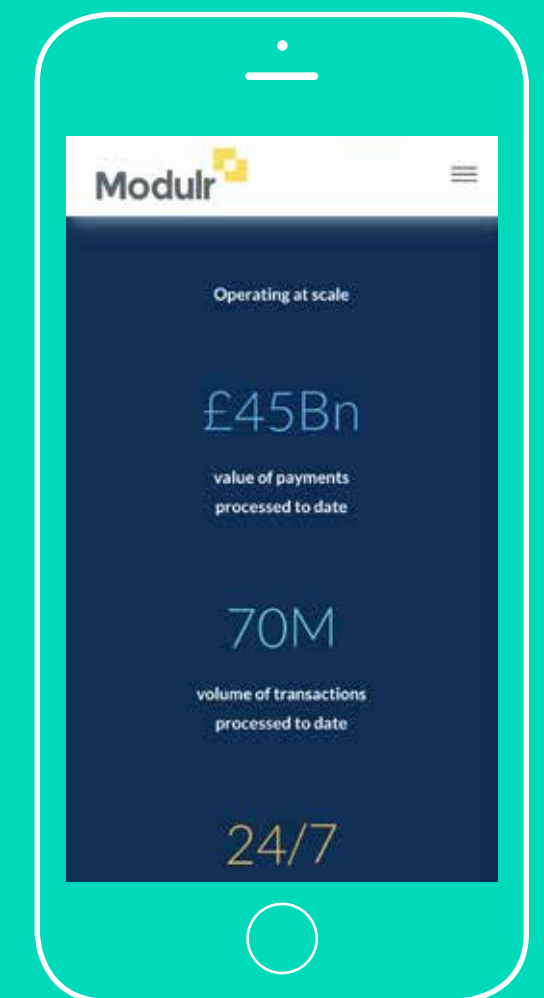 Modulr
Operating at scale
£45Bn
value of payments
processed to date
70M
volume of transactions
processed to date
24/7